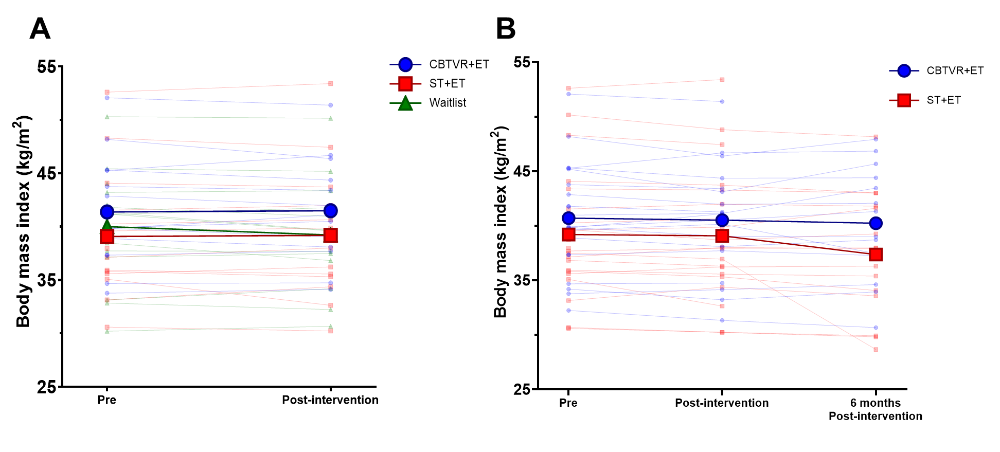 A
Body mass index (kg/m²)
55
45
35
25
Pre
Post-intervention
CBTVR+ET
ST+ET
Waitlist
B
Body mass index (kg/m²)
55
45
35
25
Pre
Post-intervention
6 months
Post-intervention
CBTVR+ET
ST+ET